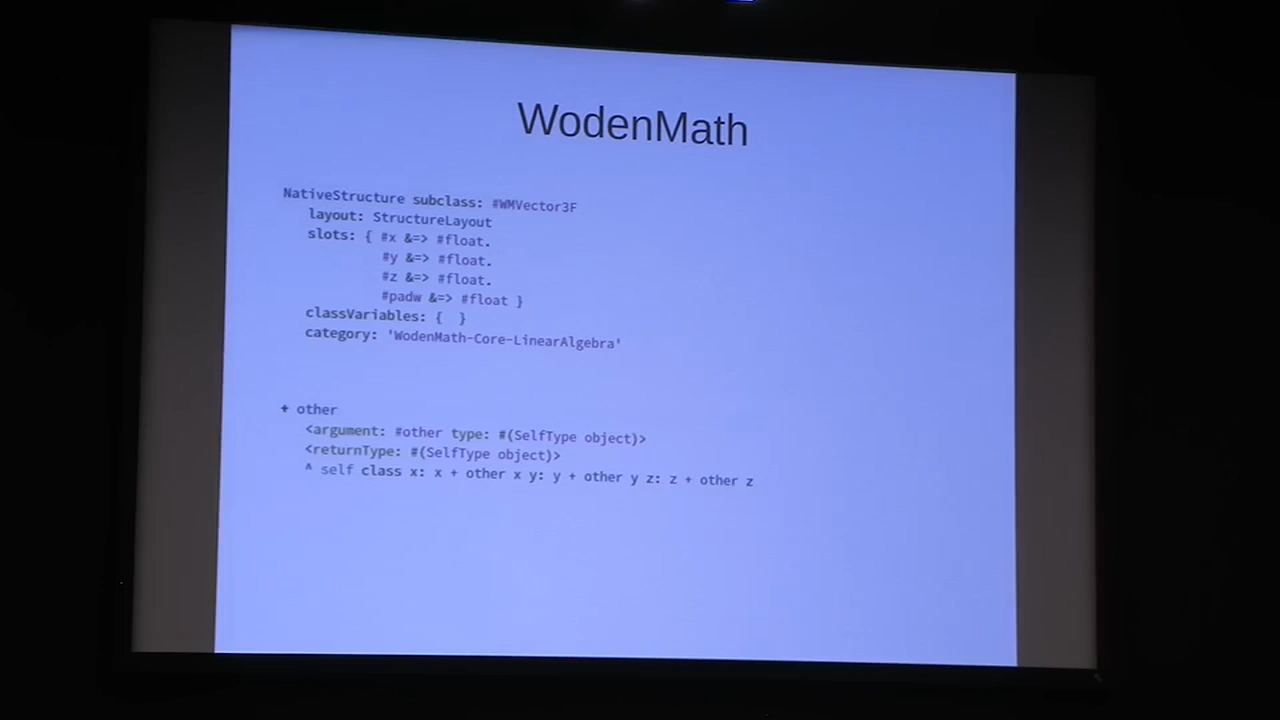 WodenMath
NativeStructure subclass: #WMVector3F
layout: StructureLayout
slots: { #x &=> #float.
#y &=> #float.
#z &=> #float.
#padw &=> #float }
classVariables: { }
category: 'WodenMath-Core-LinearAlgebra'
+ other
<argument: #other type: #(SelfType object)>
<returnType: #(SelfType object)>
^ self class x: x + other x y: y + other y z: z + other z